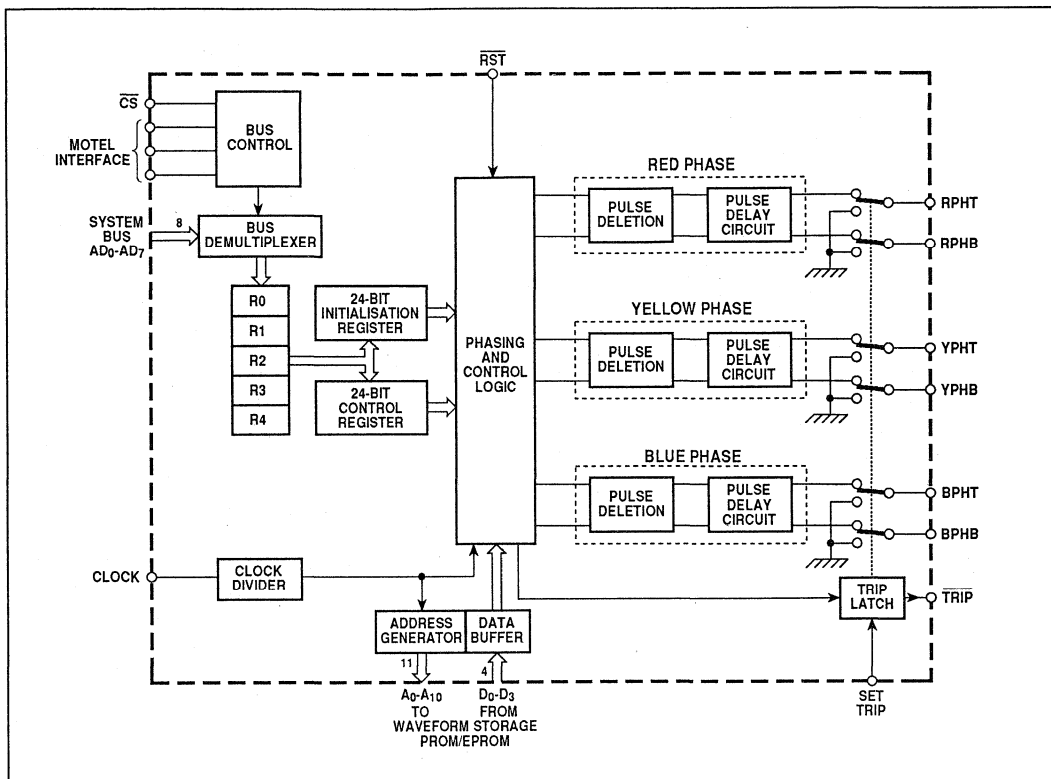 RST
CS
BUS
CONTROL
MOTEL
INTERFACE
SYSTEM
BUS
AD0-AD7
8
BUS
DEMULTIPLEXER
R0
R1
R2
R3
R4
24-BIT
INITIALISATION
REGISTER
24-BIT
CONTROL
REGISTER
PHASING
AND
CONTROL
LOGIC
RED PHASE
PULSE
DELETION
PULSE
DELAY
CIRCUIT
RPHT
RPHB
YELLOW PHASE
PULSE
DELETION
PULSE
DELAY
CIRCUIT
YPHT
YPHB
BLUE PHASE
PULSE
DELETION
PULSE
DELAY
CIRCUIT
BPHT
BPHB
CLOCK
CLOCK
DIVIDER
ADDRESS
GENERATOR
DATA
BUFFER
TRIP
LATCH
TRIP
11
4
A0-A10 D0-D3
TO FROM
WAVEFORM STORAGE
PROM/EPROM
SET
TRIP